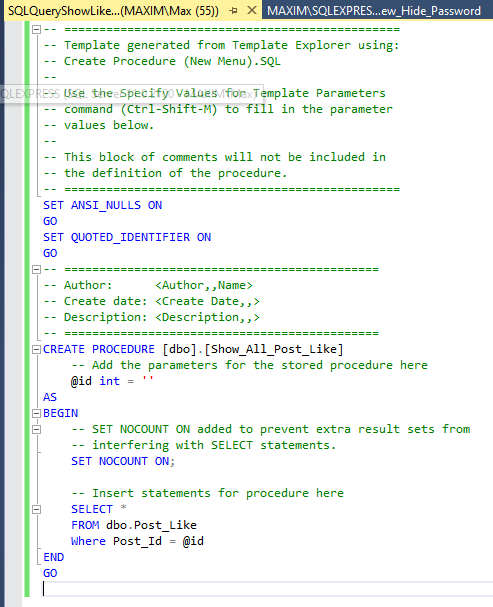 SQLQueryShowLike...(MAXIM\Max (55)) MAXIM\SQLEXPRES...ew_Hide_Password
-- ================================================
-- Template generated from Template Explorer using:
-- Create Procedure (New Menu).SQL
--
-- Use the Specify Values for Template Parameters
-- command (Ctrl-Shift-M) to fill in the parameter
-- values below.
--
-- This block of comments will not be included in
-- the definition of the procedure.
-- ================================================
SET ANSI_NULLS ON
GO
SET QUOTED_IDENTIFIER ON
GO
-- =============================================
-- Author: <Author,,Name>
-- Create date: <Create Date,,>
-- Description: <Description,,>
-- =============================================
CREATE PROCEDURE [dbo].[Show_All_Post_Like]
-- Add the parameters for the stored procedure here
@id int = ''
AS
BEGIN
-- SET NOCOUNT ON added to prevent extra result sets from
-- interfering with SELECT statements.
SET NOCOUNT ON;
-- Insert statements for procedure here
SELECT *
FROM dbo.Post_Like
Where Post_Id = @id
END
GO